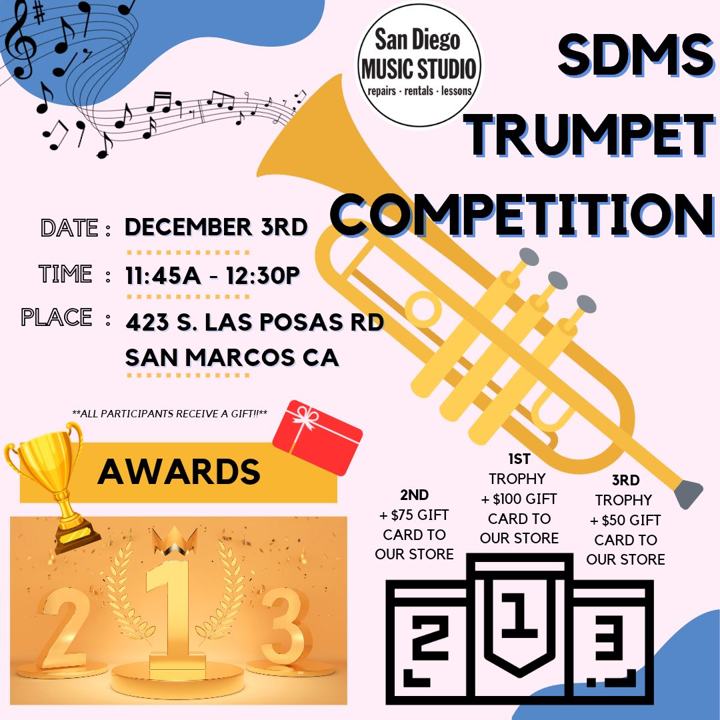 San Diego
MUSIC STUDIO
repairs · rentals · lessons
SDMS
TRUMPET
COMPETITION
DATE : DECEMBER 3RD
TIME : 11:45A - 12:30P
PLACE : 423 S. LAS POSAS RD
SAN MARCOS CA
**ALL PARTICIPANTS RECEIVE A GIFT!!**
AWARDS
2 1 3
1ST
TROPHY
+ $100 GIFT
CARD TO
OUR STORE
2ND
+ $75 GIFT
CARD TO
OUR STORE
3RD
TROPHY
+ $50 GIFT
CARD TO
OUR STORE
2 1 3